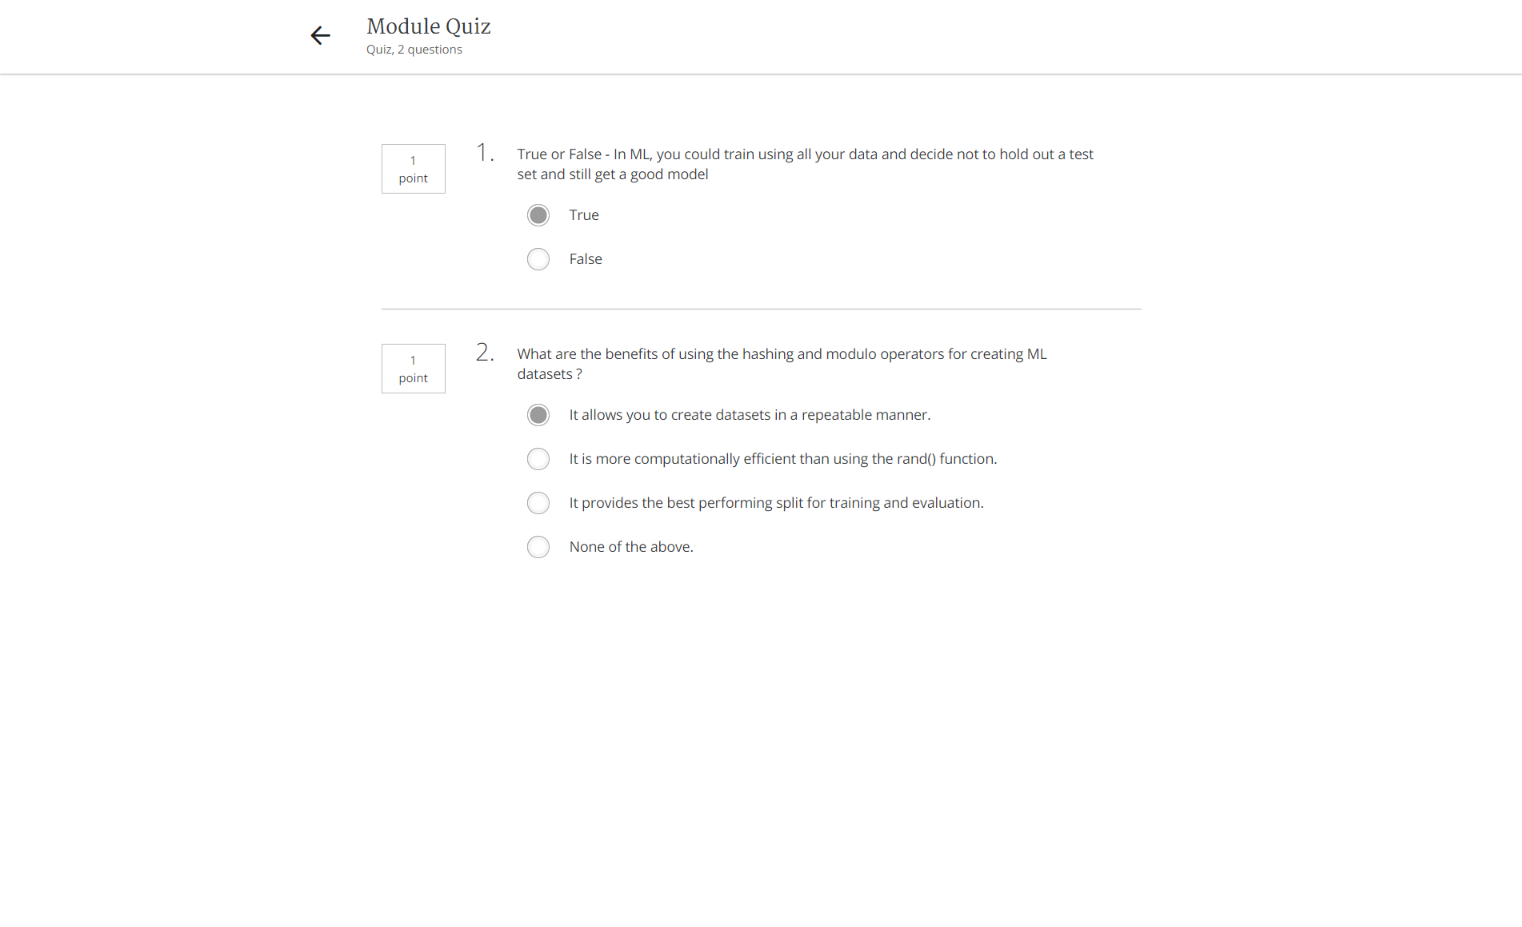 Module Quiz
Quiz, 2 questions
1
point
1.
True or False - In ML, you could train using all your data and decide not to hold out a test
set and still get a good model
True
False
1
point
2.
What are the benefits of using the hashing and modulo operators for creating ML
datasets ?
It allows you to create datasets in a repeatable manner.
It is more computationally efficient than using the rand() function.
It provides the best performing split for training and evaluation.
None of the above.